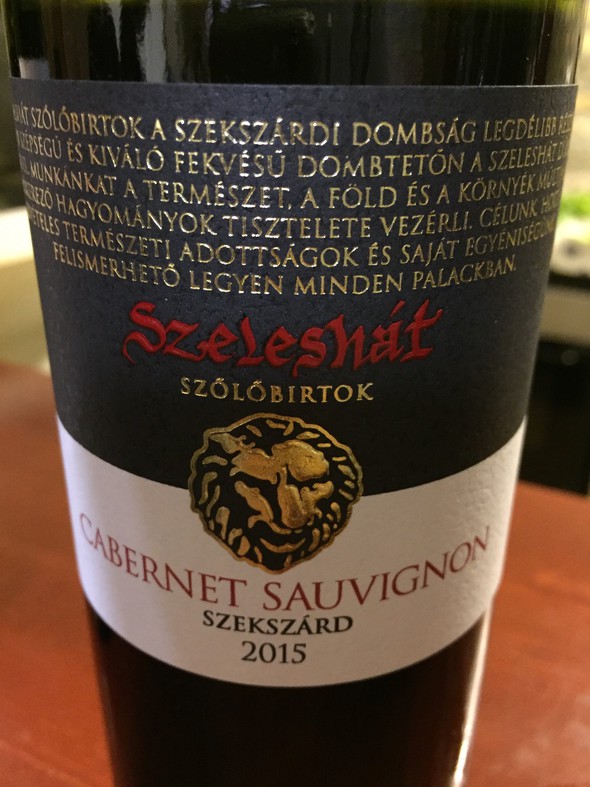 SZŐLŐBIRTOK A SZEKSZÁRDI DOMBSÁG LEGDÉLIBB
ÉS KIVÁLÓ FEKVÉSŰ DOMBTETŐN A SZELESHÁT
MUNKÁNKAT A TERMÉSZET, A FÖLD ÉS A KÖRNYÉK
HAGYOMÁNYOK TISZTELETE VEZÉRLI. CÉLUNK
TERMÉSZETI ADOTTSÁGOK ÉS SAJÁT
FELISMERHETŐ LEGYEN MINDEN PALACKBAN.
Szeleshát
SZŐLŐBIRTOK
CABERNET SAUVIGNON
SZEKSZÁRD
2015